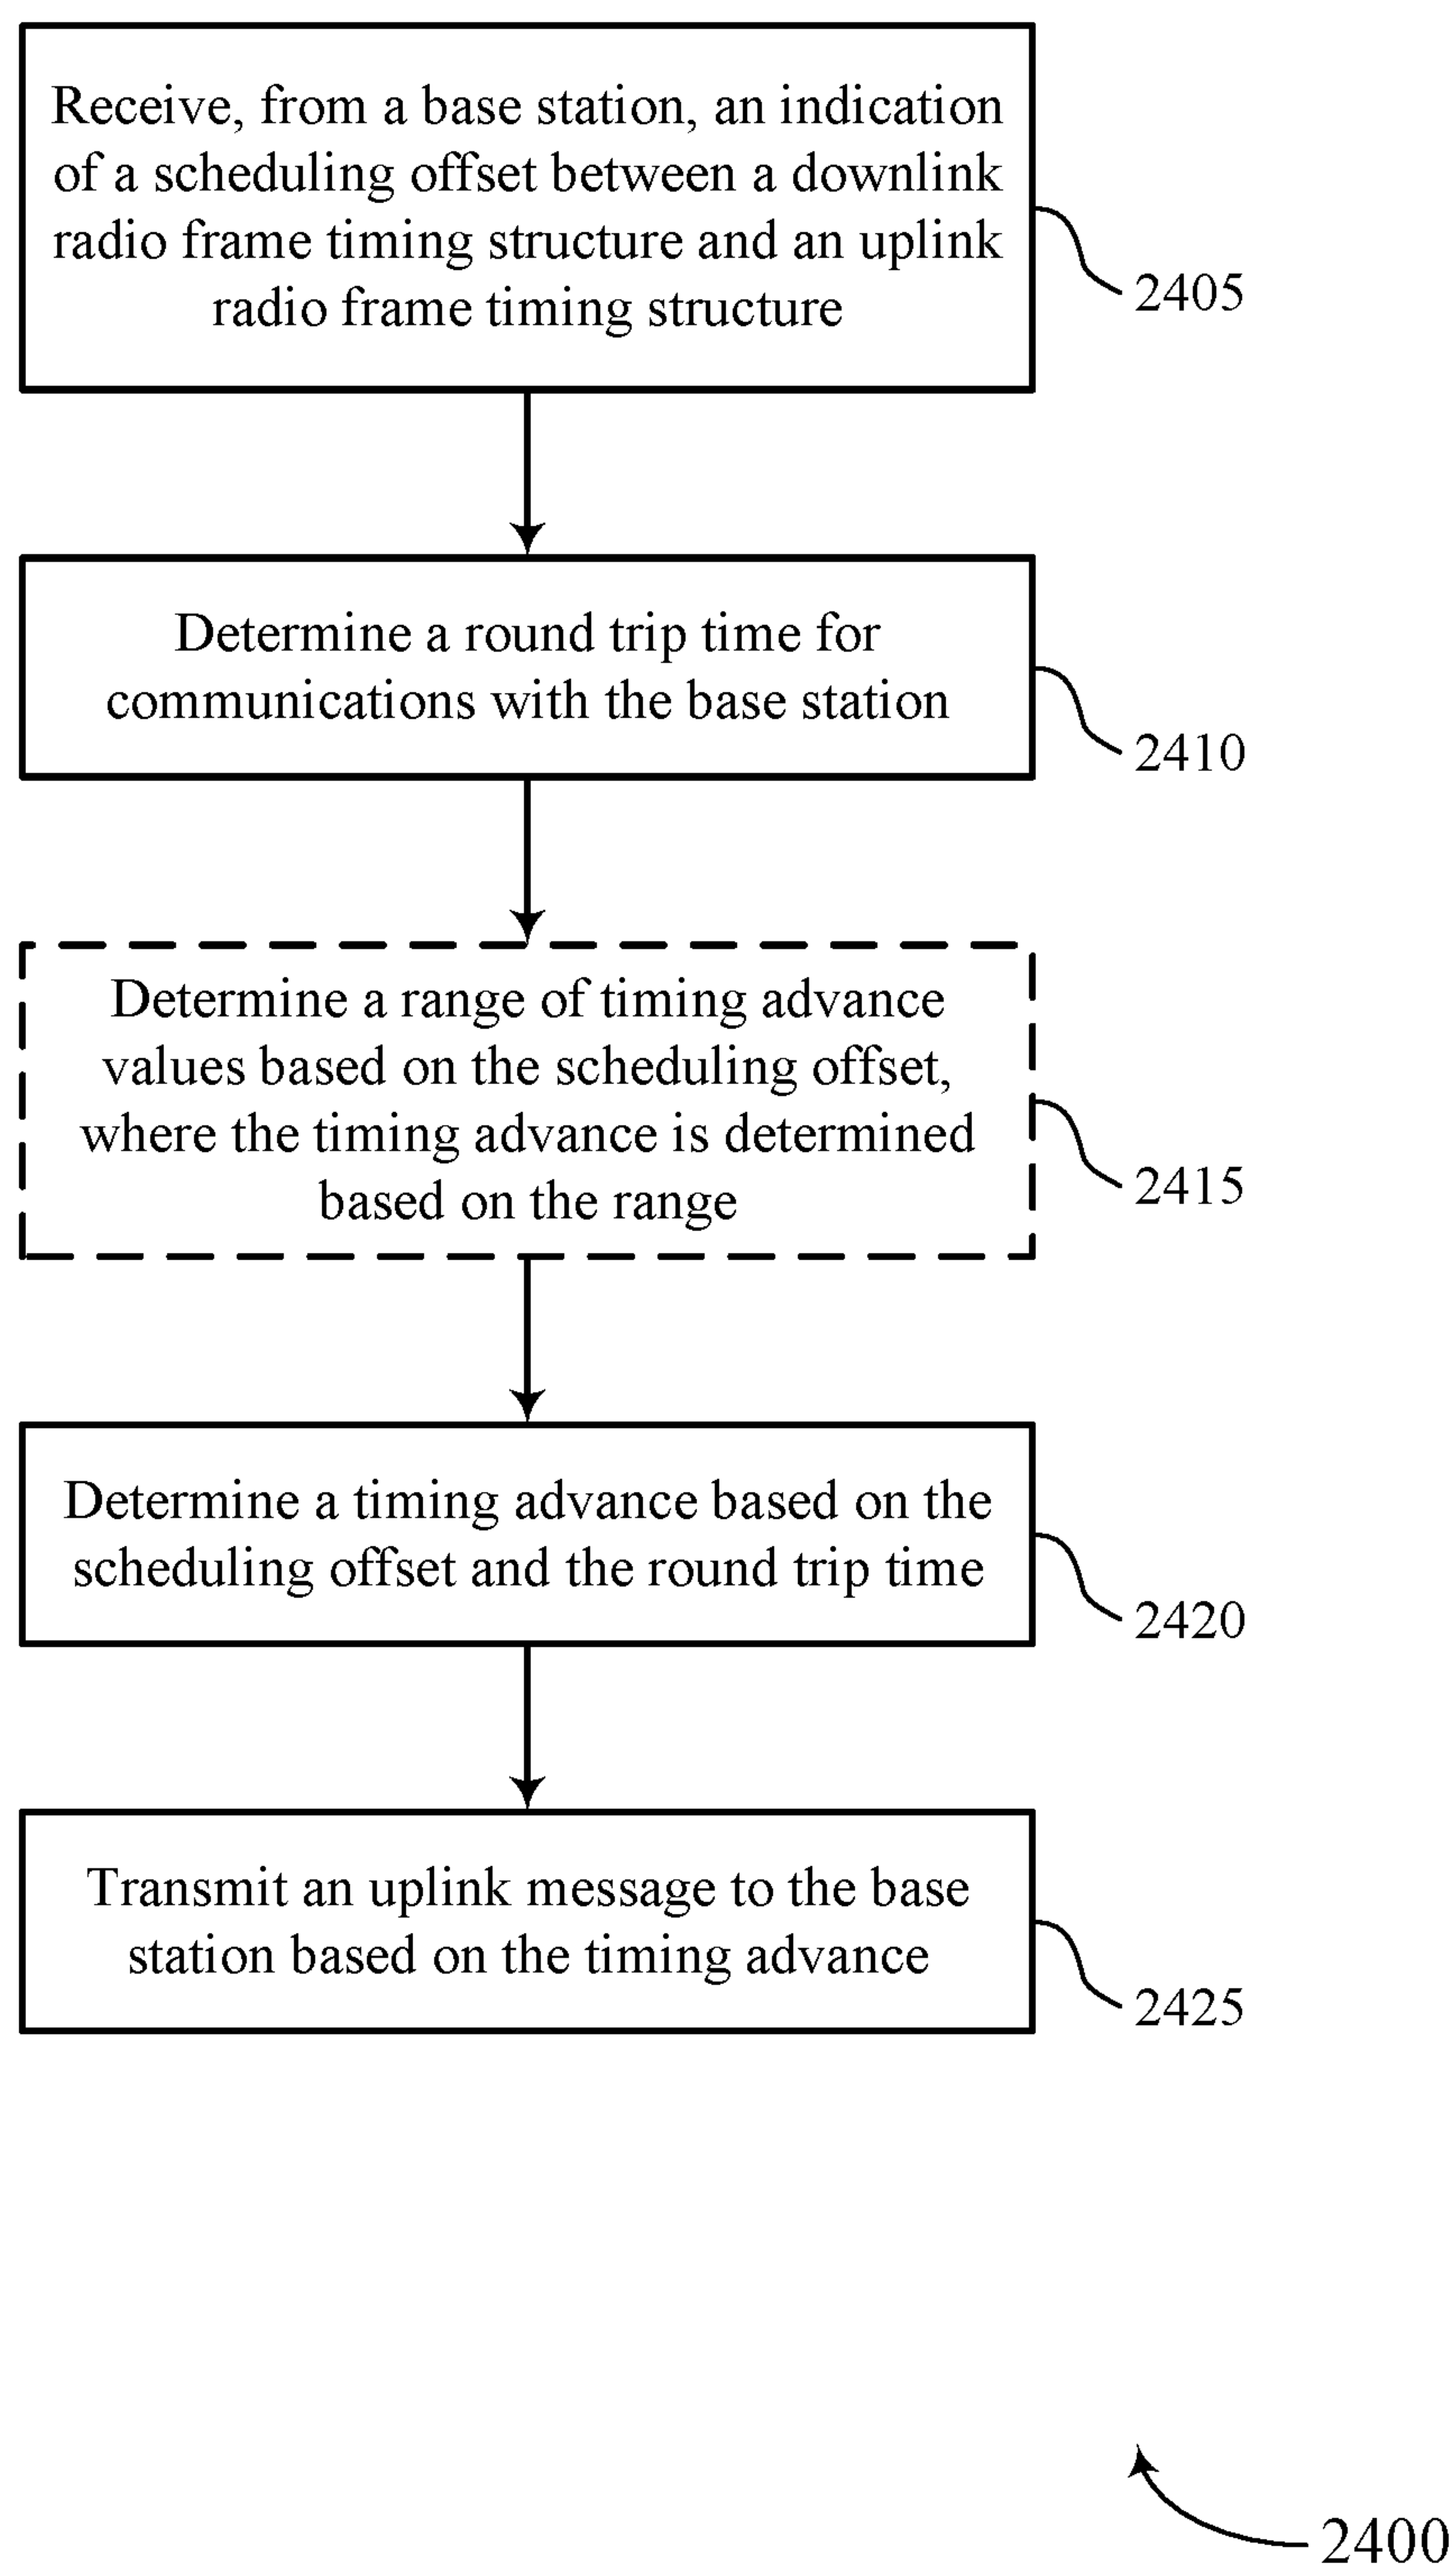 Receive, from a base station, an indication
of a scheduling offset between a downlink
radio frame timing structure and an uplink
radio frame timing structure
2405
Determine a round trip time for
communications with the base station
2410
Determine a range of timing advance
values based on the scheduling offset,
where the timing advance is determined
based on the range
2415
Determine a timing advance based on the
scheduling offset and the round trip time
2420
Transmit an uplink message to the base
station based on the timing advance
2425
2400